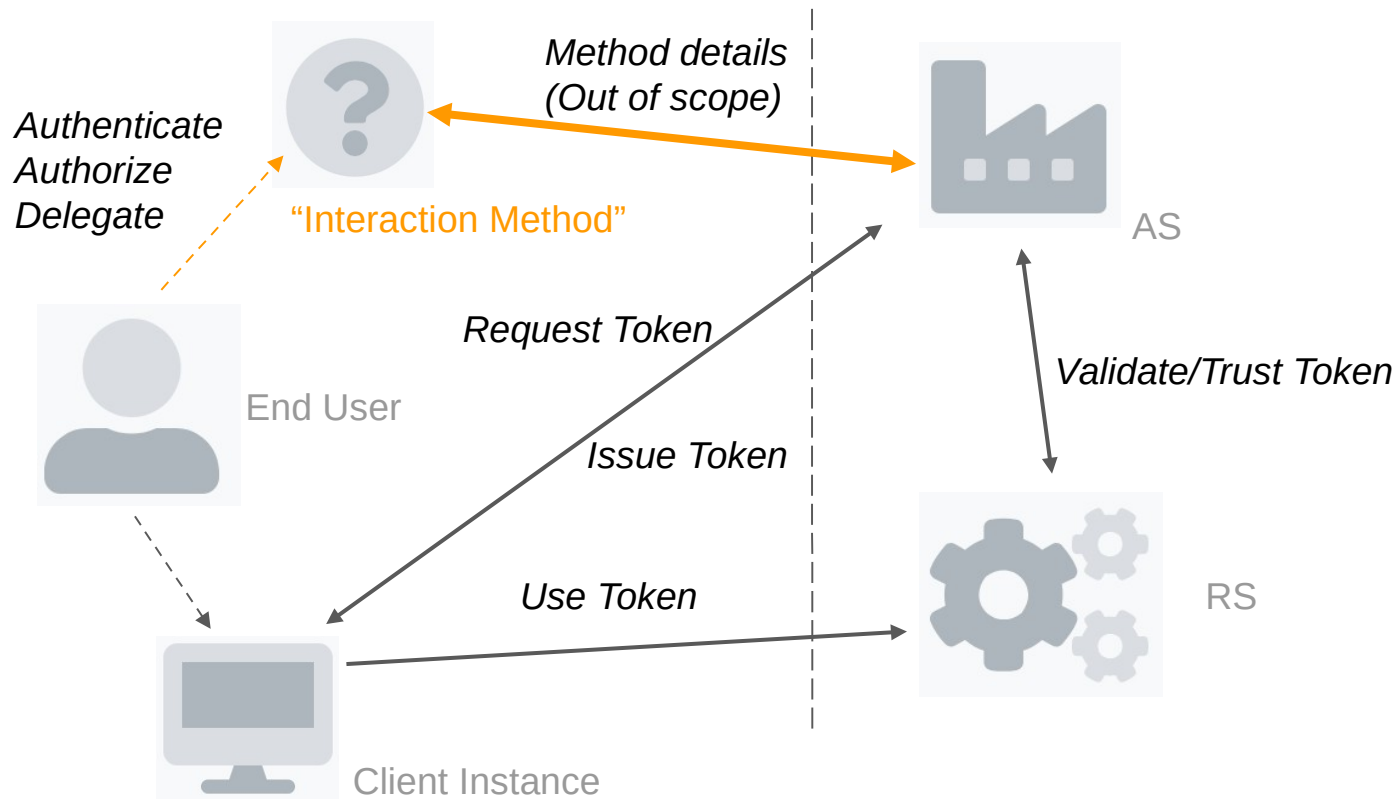 Method details
(Out of scope)
Authenticate
Authorize
Delegate
“Interaction Method”
AS
Request Token
Validate/Trust Token
End User
Issue Token
Use Token
RS
Client Instance